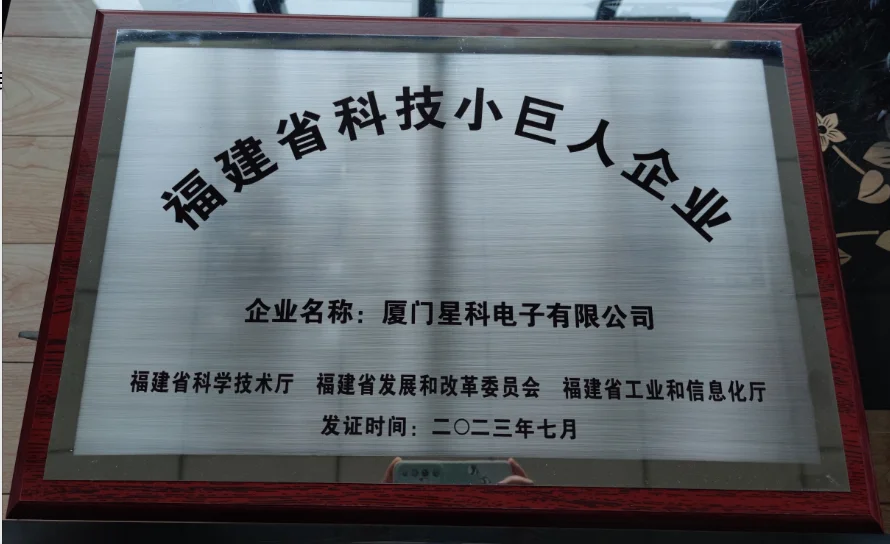 福建省科技小巨人企业
企业名称：厦门星科电子有限公司
福建省科学技术厅 福建省发展和改革委员会 福建省工业和信息化厅
发证时间：二〇二三年七月